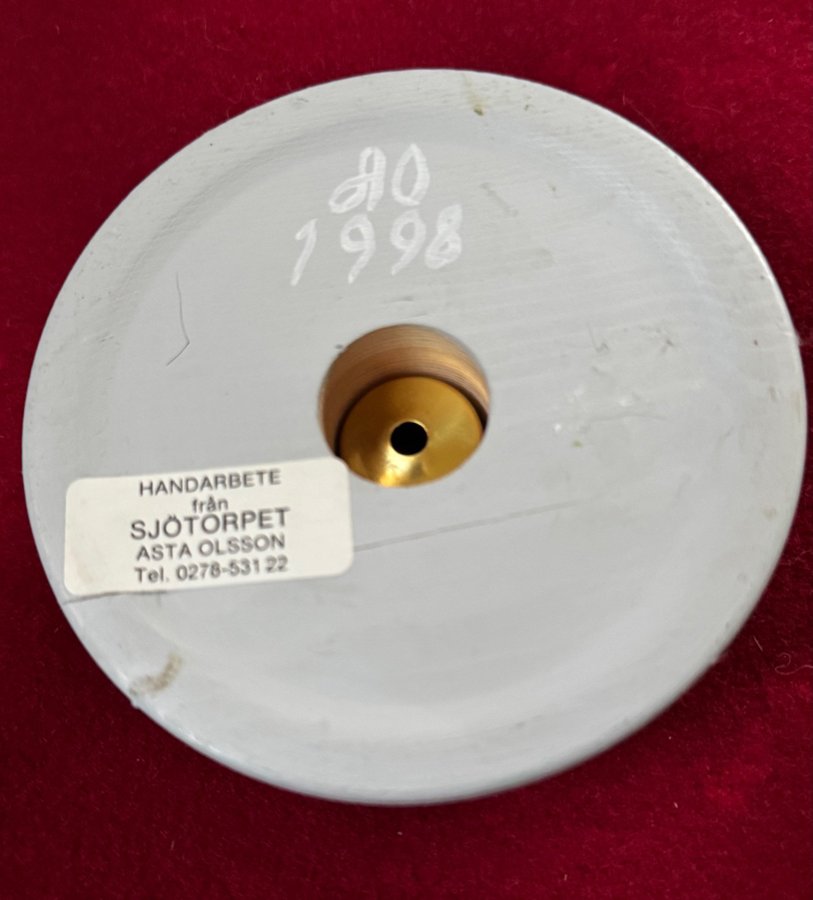 AO
1998
HANDARBETE
från
SJÖTORPET
ASTA OLSSON
Tel. 0278-531 22